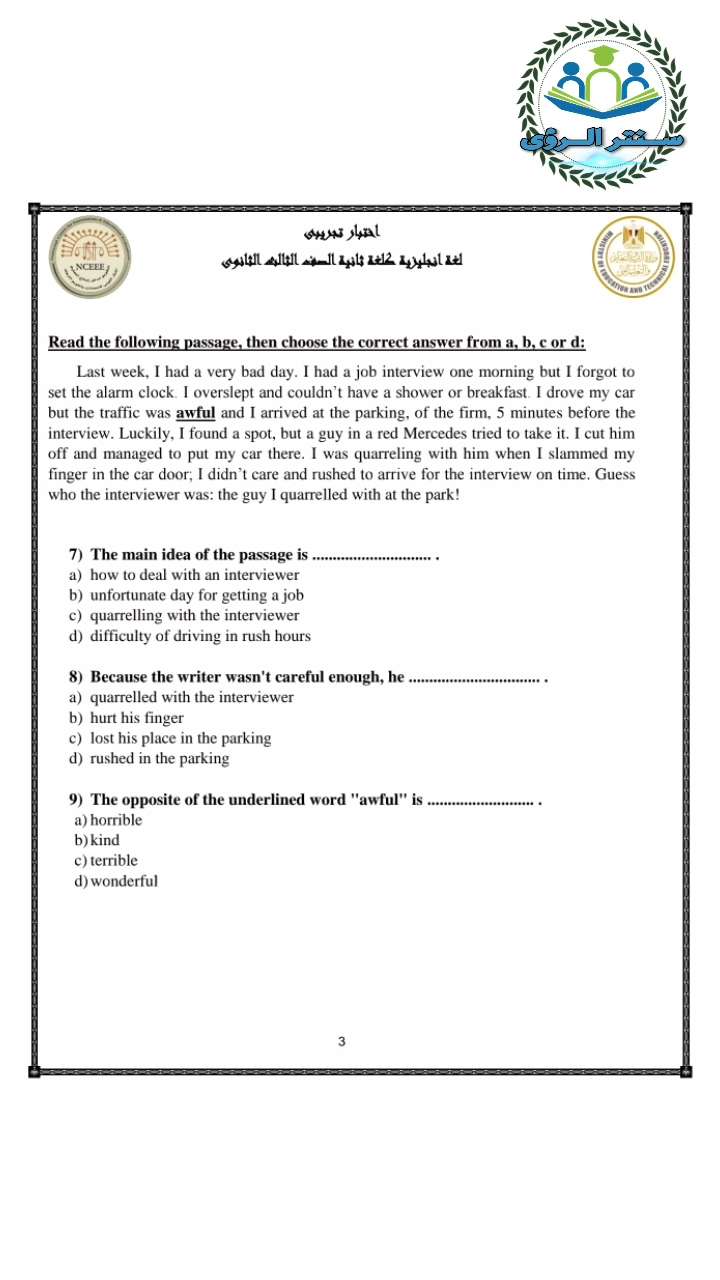 سنتر الرؤى
اختبار تجريبى
لغة انجليزية كلغة ثانية الصف الثالث الثانوى
NCEEE
MINISTRY OF EDUCATION AND TECHNICAL EDUCATION
Read the following passage, then choose the correct answer from a, b, c or d:
Last week, I had a very bad day. I had a job interview one morning but I forgot to
set the alarm clock. I overslept and couldn’t have a shower or breakfast. I drove my car
but the traffic was awful and I arrived at the parking, of the firm, 5 minutes before the
interview. Luckily, I found a spot, but a guy in a red Mercedes tried to take it. I cut him
off and managed to put my car there. I was quarreling with him when I slammed my
finger in the car door; I didn’t care and rushed to arrive for the interview on time. Guess
who the interviewer was: the guy I quarrelled with at the park!
7) The main idea of the passage is ............................. .
a) how to deal with an interviewer
b) unfortunate day for getting a job
c) quarrelling with the interviewer
d) difficulty of driving in rush hours
8) Because the writer wasn't careful enough, he ................................ .
a) quarrelled with the interviewer
b) hurt his finger
c) lost his place in the parking
d) rushed in the parking
9) The opposite of the underlined word "awful" is .......................... .
a) horrible
b) kind
c) terrible
d) wonderful
3